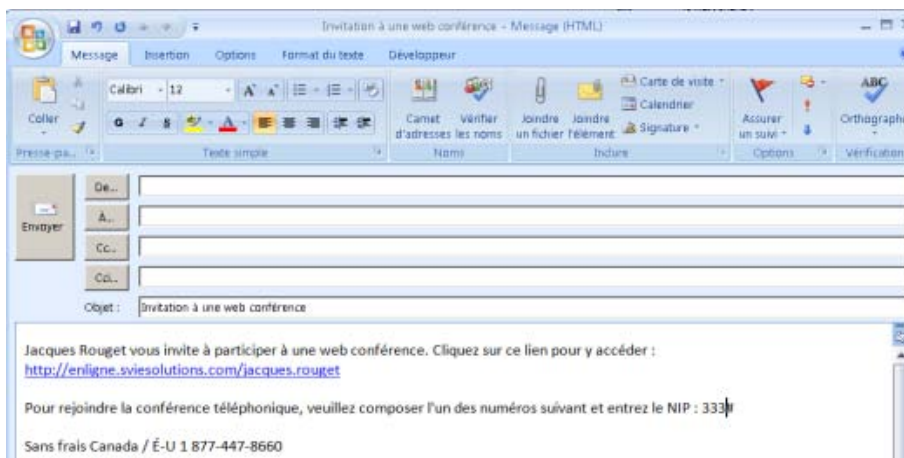 Invitation à une web conférence - Message (HTML)
Message Insertion Options Format du texte Développeur
Coller
Calibri 12
G I S
Carnet d'adresses
Vérifier les noms
Joindre un fichier
Joindre l'élément
Carte de visite
Calendrier
Signature
Assurer un suivi
ABC
Orthographe
Presse-pa... Texte simple Noms Inclure Options Vérification
Envoyer
De...
À...
Cc...
Cci...
Objet : Invitation à une web conférence
Jacques Rouget vous invite à participer à une web conférence. Cliquez sur ce lien pour y accéder :
http://enligne.sviesolutions.com/jacques.rouget
Pour rejoindre la conférence téléphonique, veuillez composer l'un des numéros suivant et entrez le NIP : 333#
Sans frais Canada / É-U 1 877-447-8660